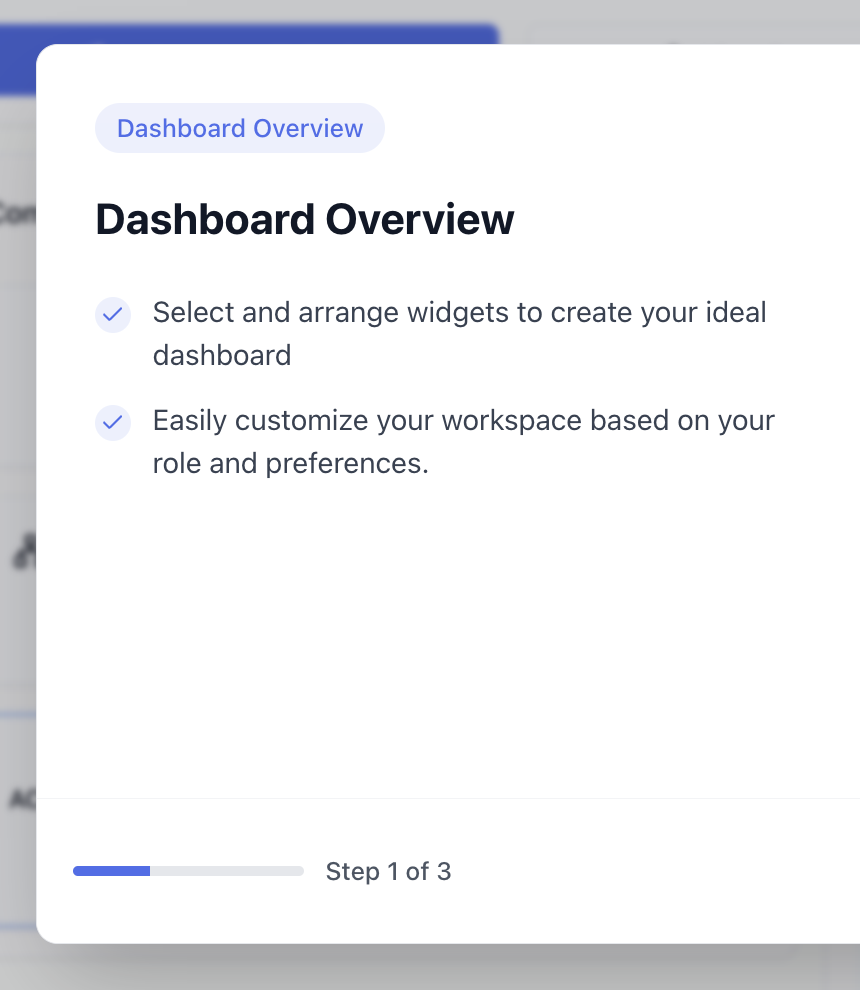 Dashboard Overview
Dashboard Overview
Select and arrange widgets to create your ideal
dashboard
Easily customize your workspace based on your
role and preferences.
Step 1 of 3